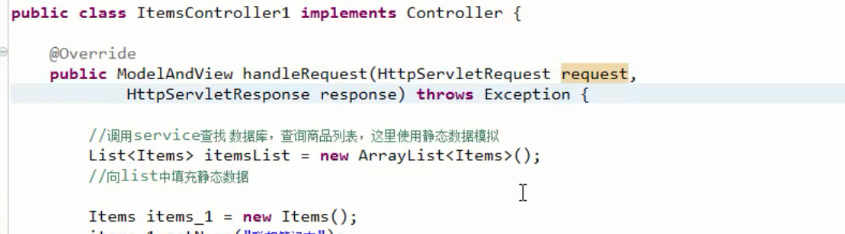 public class ItemsController1 implements Controller {
@Override
public ModelAndView handleRequest(HttpServletRequest request,
HttpServletResponse response) throws Exception {
//调用service查找 数据库，查询商品列表，这里使用静态数据模拟
List<Items> itemsList = new ArrayList<Items>();
//向list中填充静态数据
Items items_1 = new Items();